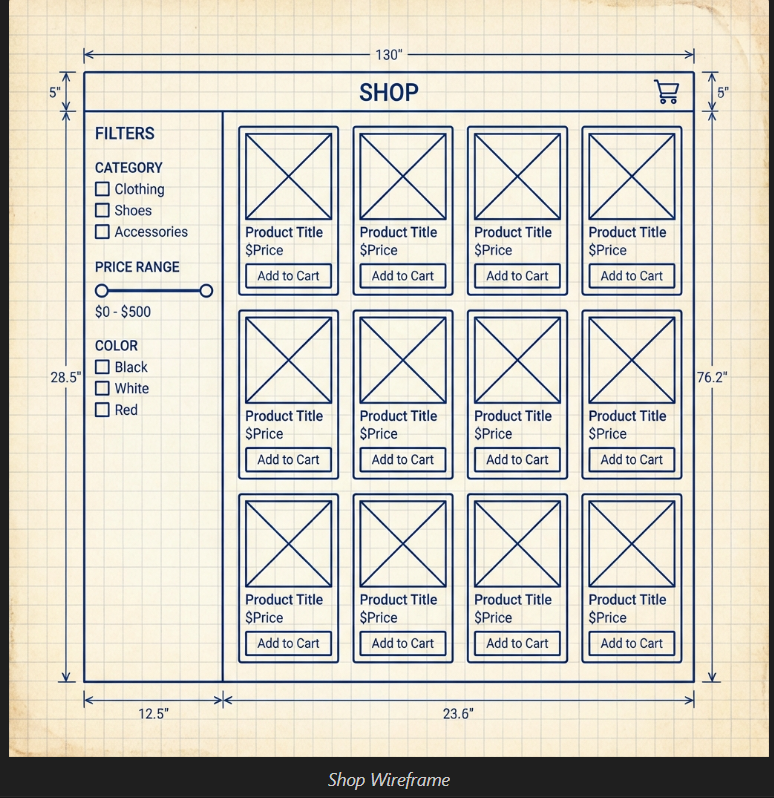 130"
5"
SHOP
5"
FILTERS
CATEGORY
Clothing
Shoes
Accessories
PRICE RANGE
$0 - $500
COLOR
Black
White
Red
Product Title
$Price
Add to Cart
Product Title
$Price
Add to Cart
Product Title
$Price
Add to Cart
Product Title
$Price
Add to Cart
Product Title
$Price
Add to Cart
Product Title
$Price
Add to Cart
Product Title
$Price
Add to Cart
Product Title
$Price
Add to Cart
Product Title
$Price
Add to Cart
Product Title
$Price
Add to Cart
Product Title
$Price
Add to Cart
Product Title
$Price
Add to Cart
28.5"
76.2"
12.5"
23.6"
Shop Wireframe